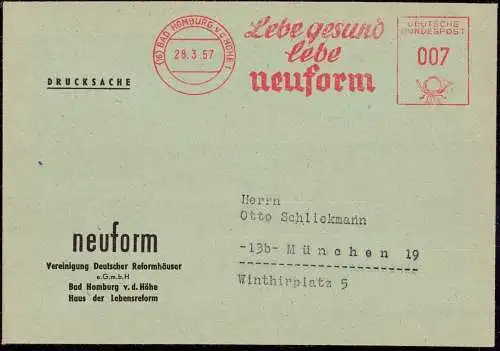 (16) BAD HOMBURG v.d.HÖHE 1
28.3.57
Lebe gesund
lebe
neuform
DEUTSCHE
BUNDESPOST
007
DRUCKSACHE
Herrn
Otto Schlickmann
-13b- München 19
Winthirplatz 5
neuform
Vereinigung Deutscher Reformhäuser
e.G.m.b.H
Bad Homburg v. d. Höhe
Haus der Lebensreform